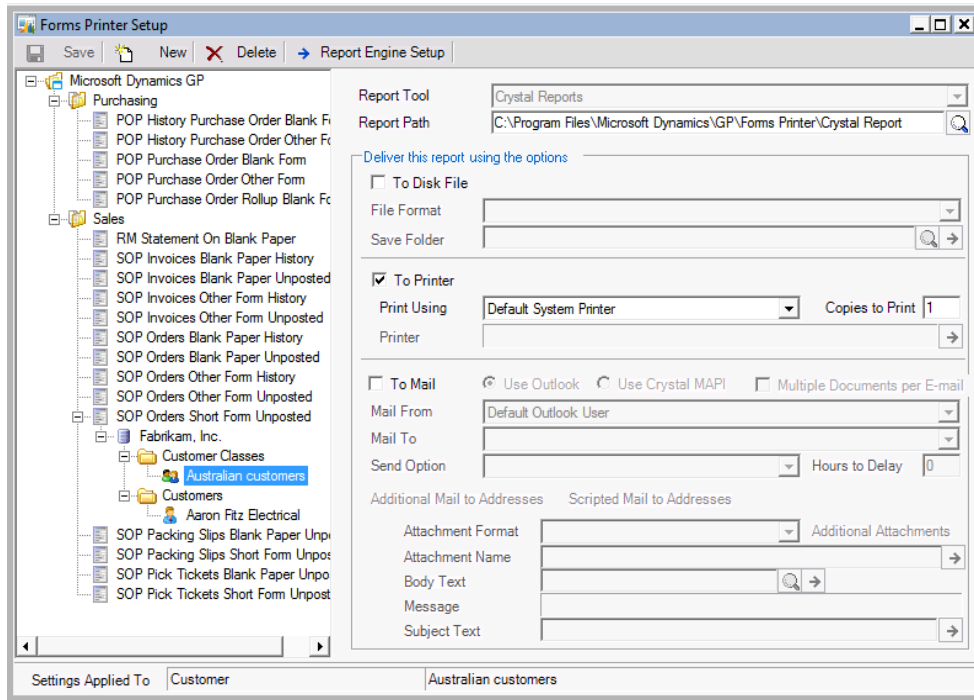 Forms Printer Setup
Save New Delete Report Engine Setup
Microsoft Dynamics GP
Purchasing
POP History Purchase Order Blank F
POP History Purchase Order Other Fo
POP Purchase Order Blank Form
POP Purchase Order Other Form
POP Purchase Order Rollup Blank Fo
Sales
RM Statement On Blank Paper
SOP Invoices Blank Paper History
SOP Invoices Blank Paper Unposted
SOP Invoices Other Form History
SOP Invoices Other Form Unposted
SOP Orders Blank Paper History
SOP Orders Blank Paper Unposted
SOP Orders Other Form History
SOP Orders Other Form Unposted
SOP Orders Short Form Unposted
Fabrikam, Inc.
Customer Classes
Australian customers
Customers
Aaron Fitz Electrical
SOP Packing Slips Blank Paper Unp
SOP Packing Slips Short Form Unpos
SOP Pick Tickets Blank Paper Unpo
SOP Pick Tickets Short Form Unpost
Report Tool Crystal Reports
Report Path C:\Program Files\Microsoft Dynamics\GP\Forms Printer\Crystal Report
Deliver this report using the options
To Disk File
File Format
Save Folder
To Printer
Print Using Default System Printer Copies to Print 1
Printer
To Mail Use Outlook Use Crystal MAPI Multiple Documents per E-mail
Mail From Default Outlook User
Mail To
Send Option Hours to Delay 0
Additional Mail to Addresses Scripted Mail to Addresses
Attachment Format Additional Attachments
Attachment Name
Body Text
Message
Subject Text
Settings Applied To Customer Australian customers